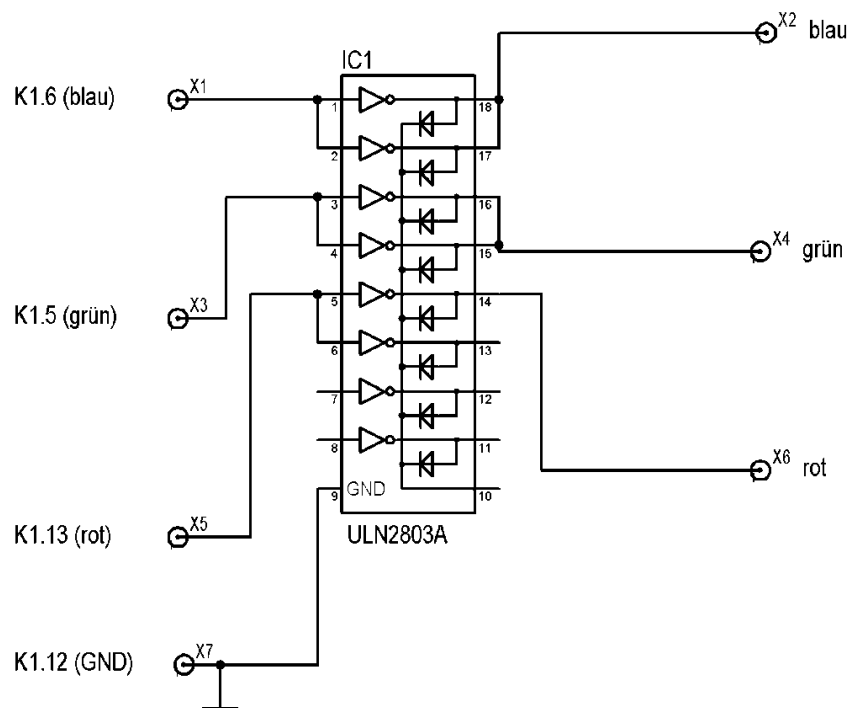 X2 blau
IC1
K1.6 (blau) X1
1 18
2 17
3 16
4 15
X4 grün
K1.5 (grün) X3
5 14
6 13
7 12
8 11
X6 rot
9 GND 10
K1.13 (rot) X5
ULN2803A
K1.12 (GND) X7